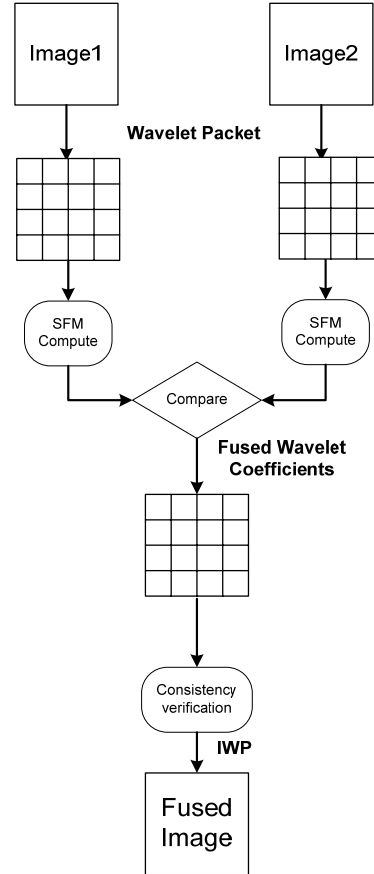 Image1
Image2
Wavelet Packet
SFM
Compute
SFM
Compute
Compare
Fused Wavelet
Coefficients
Consistency
verification
IWP
Fused
Image